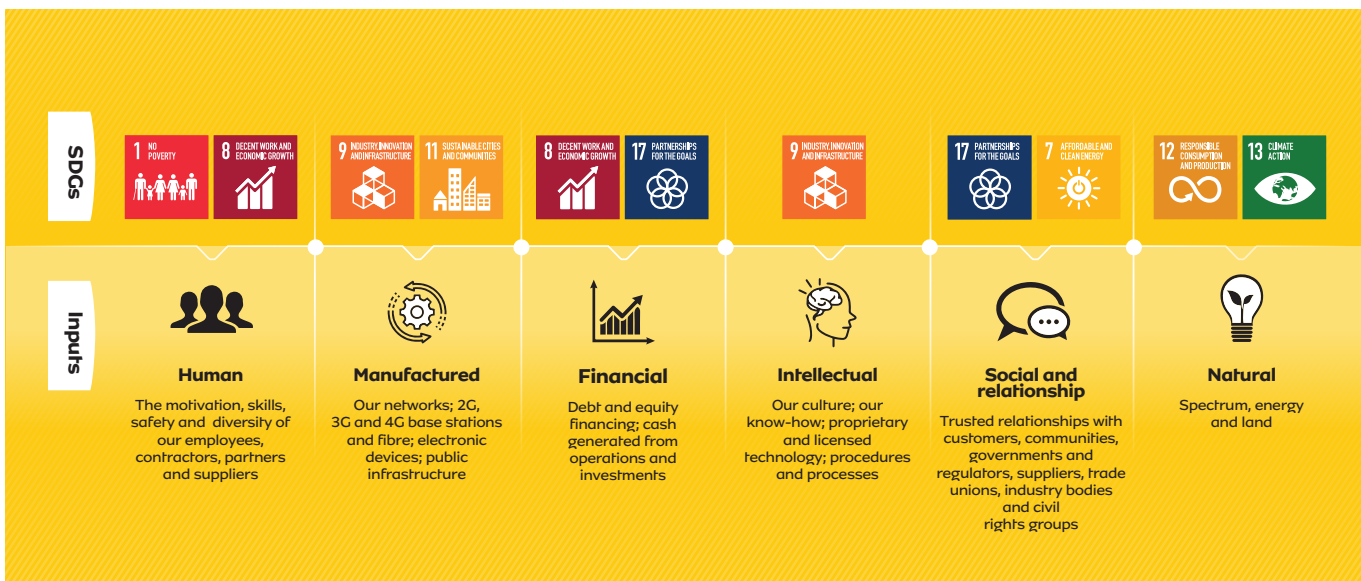 SDGs
1 NO
POVERTY
8 DECENT WORK AND
ECONOMIC GROWTH
9 INDUSTRY, INNOVATION
AND INFRASTRUCTURE
11 SUSTAINABLE CITIES
AND COMMUNITIES
8 DECENT WORK AND
ECONOMIC GROWTH
17 PARTNERSHIPS
FOR THE GOALS
9 INDUSTRY, INNOVATION
AND INFRASTRUCTURE
17 PARTNERSHIPS
FOR THE GOALS
7 AFFORDABLE AND
CLEAN ENERGY
12 RESPONSIBLE
CONSUMPTION
AND PRODUCTION
13 CLIMATE
ACTION
Inputs
Human
The motivation, skills,
safety and diversity of
our employees,
contractors, partners
and suppliers
Manufactured
Our networks; 2G,
3G and 4G base stations
and fibre; electronic
devices; public
infrastructure
Financial
Debt and equity
financing; cash
generated from
operations and
investments
Intellectual
Our culture; our
know-how; proprietary
and licensed
technology; procedures
and processes
Social and
relationship
Trusted relationships with
customers, communities,
governments and
regulators, suppliers, trade
unions, industry bodies
and civil
rights groups
Natural
Spectrum, energy
and land